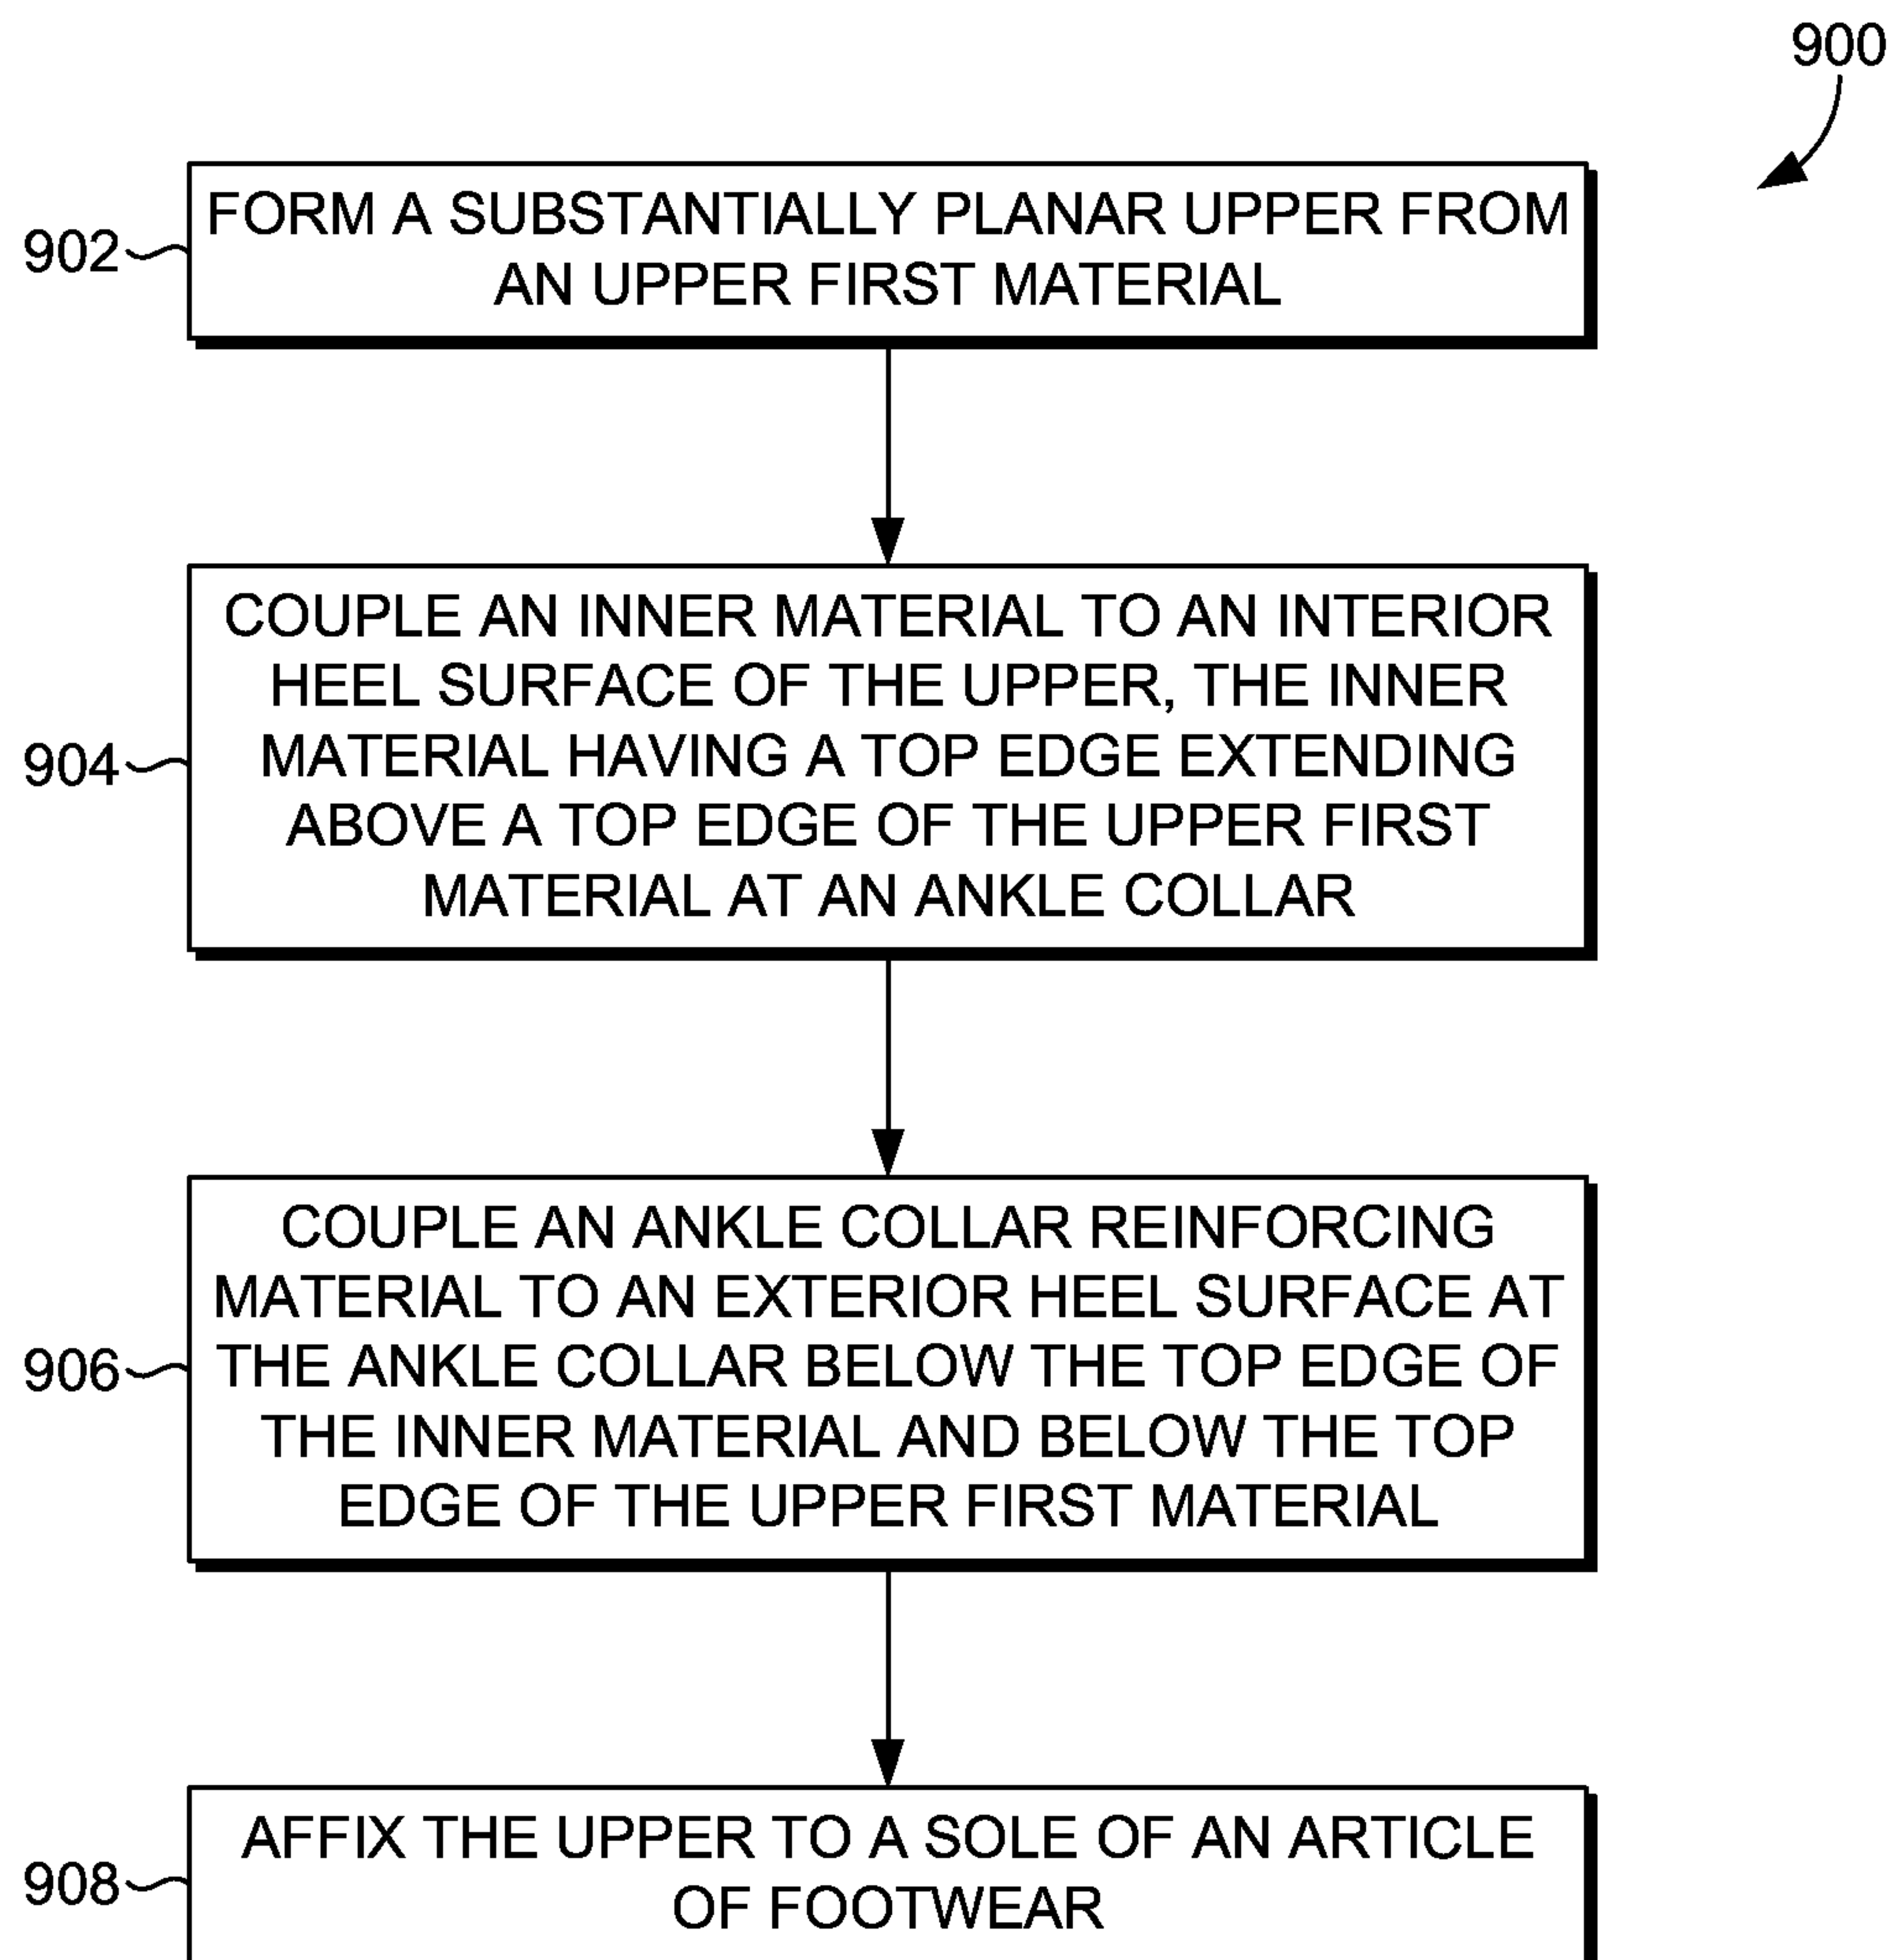 900
902
FORM A SUBSTANTIALLY PLANAR UPPER FROM
AN UPPER FIRST MATERIAL
904
COUPLE AN INNER MATERIAL TO AN INTERIOR
HEEL SURFACE OF THE UPPER, THE INNER
MATERIAL HAVING A TOP EDGE EXTENDING
ABOVE A TOP EDGE OF THE UPPER FIRST
MATERIAL AT AN ANKLE COLLAR
906
COUPLE AN ANKLE COLLAR REINFORCING
MATERIAL TO AN EXTERIOR HEEL SURFACE AT
THE ANKLE COLLAR BELOW THE TOP EDGE OF
THE INNER MATERIAL AND BELOW THE TOP
EDGE OF THE UPPER FIRST MATERIAL
908
AFFIX THE UPPER TO A SOLE OF AN ARTICLE
OF FOOTWEAR